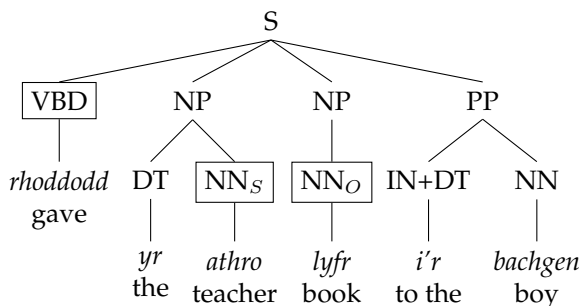 S
VBD NP NP PP
rhoddodd DT NN_S NN_O IN+DT NN
gave
yr athro lyfr i'r bachgen
the teacher book to the boy